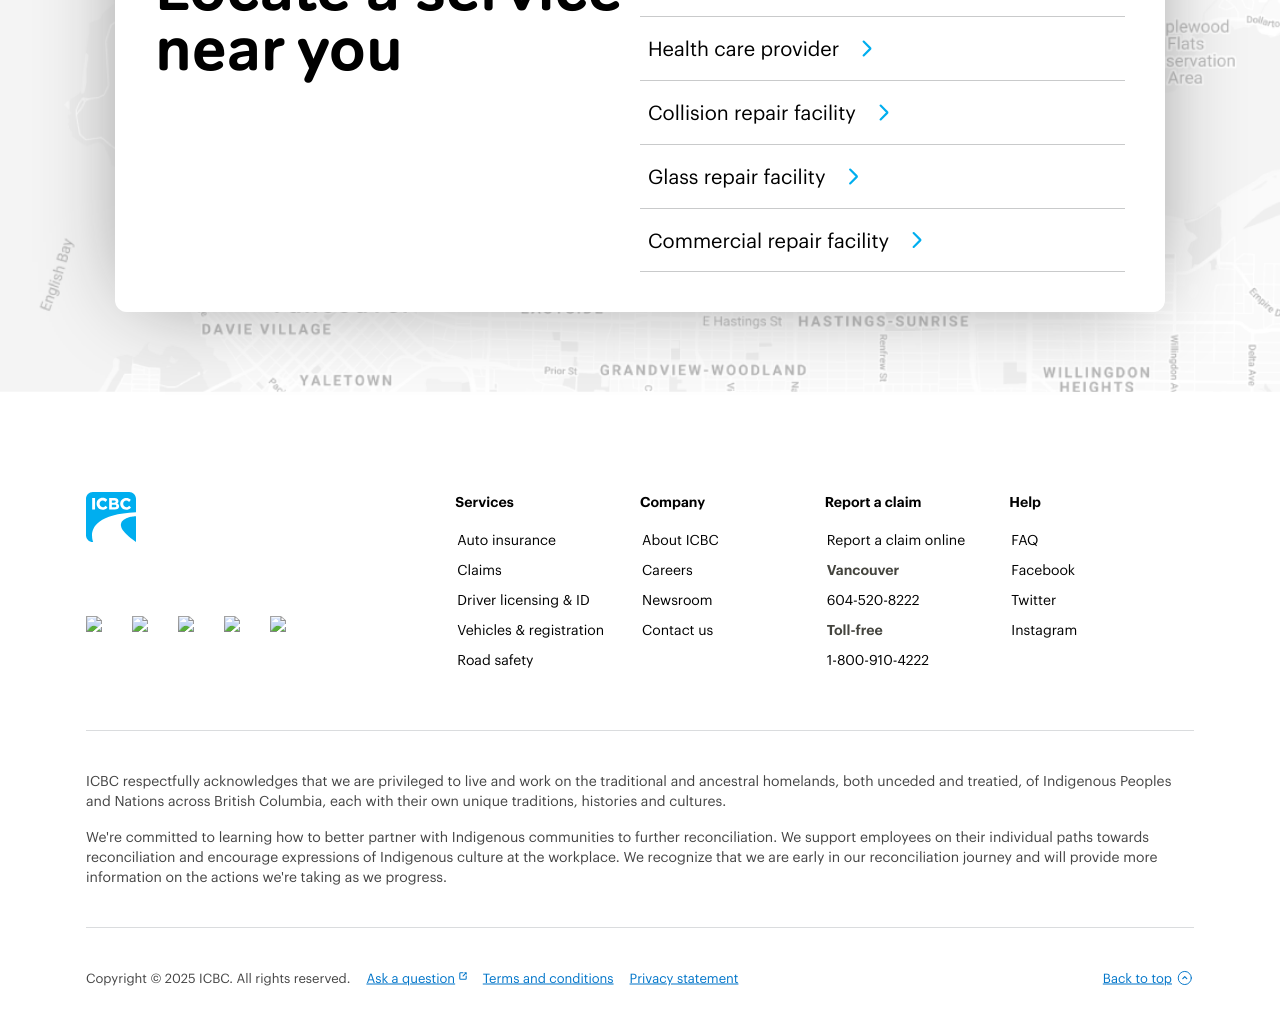 Locate a service
near you
Health care provider
Collision repair facility
Glass repair facility
Commercial repair facility
Flats
Area
English Bay
DAVIE VILLAGE
YALETOWN
E Hastings St
HASTINGS-SUNRISE
Prior St
GRANDVIEW-WOODLAND
Renfrew St
WILLINGDON
HEIGHTS
Delta Ave
ICBC
Services
Auto insurance
Claims
Driver licensing & ID
Vehicles & registration
Road safety
Company
About ICBC
Careers
Newsroom
Contact us
Report a claim
Report a claim online
Vancouver
604-520-8222
Toll-free
1-800-910-4222
Help
FAQ
Facebook
Twitter
Instagram
ICBC respectfully acknowledges that we are privileged to live and work on the traditional and ancestral homelands, both unceded and treatied, of Indigenous Peoples
and Nations across British Columbia, each with their own unique traditions, histories and cultures.
We're committed to learning how to better partner with Indigenous communities to further reconciliation. We support employees on their individual paths towards
reconciliation and encourage expressions of Indigenous culture at the workplace. We recognize that we are early in our reconciliation journey and will provide more
information on the actions we're taking as we progress.
Copyright © 2025 ICBC. All rights reserved. Ask a question Terms and conditions Privacy statement Back to top